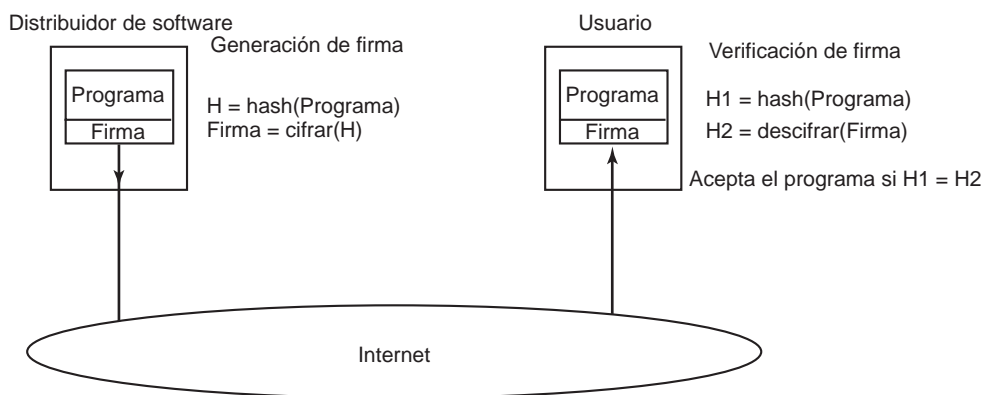 Distribuidor de software
Generación de firma
Programa
Firma
H = hash(Programa)
Firma = cifrar(H)
Usuario
Verificación de firma
Programa
Firma
H1 = hash(Programa)
H2 = descifrar(Firma)
Acepta el programa si H1 = H2
Internet